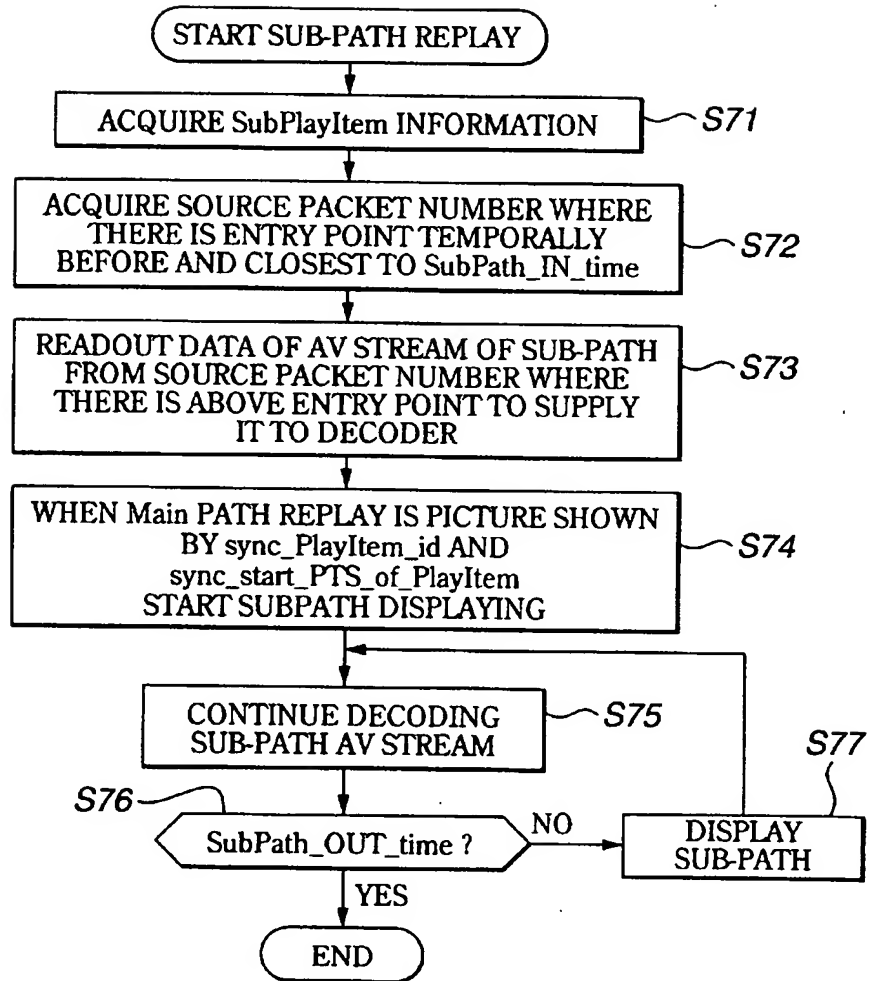 START SUB-PATH REPLAY
ACQUIRE SubPlayItem INFORMATION
S71
ACQUIRE SOURCE PACKET NUMBER WHERE
THERE IS ENTRY POINT TEMPORALLY
BEFORE AND CLOSEST TO SubPath_IN_time
S72
READOUT DATA OF AV STREAM OF SUB-PATH
FROM SOURCE PACKET NUMBER WHERE
THERE IS ABOVE ENTRY POINT TO SUPPLY
IT TO DECODER
S73
WHEN Main PATH REPLAY IS PICTURE SHOWN
BY sync_PlayItem_id AND
sync_start_PTS_of_PlayItem
START SUBPATH DISPLAYING
S74
CONTINUE DECODING
SUB-PATH AV STREAM
S75
S76
SubPath_OUT_time ?
NO
S77
DISPLAY
SUB-PATH
YES
END